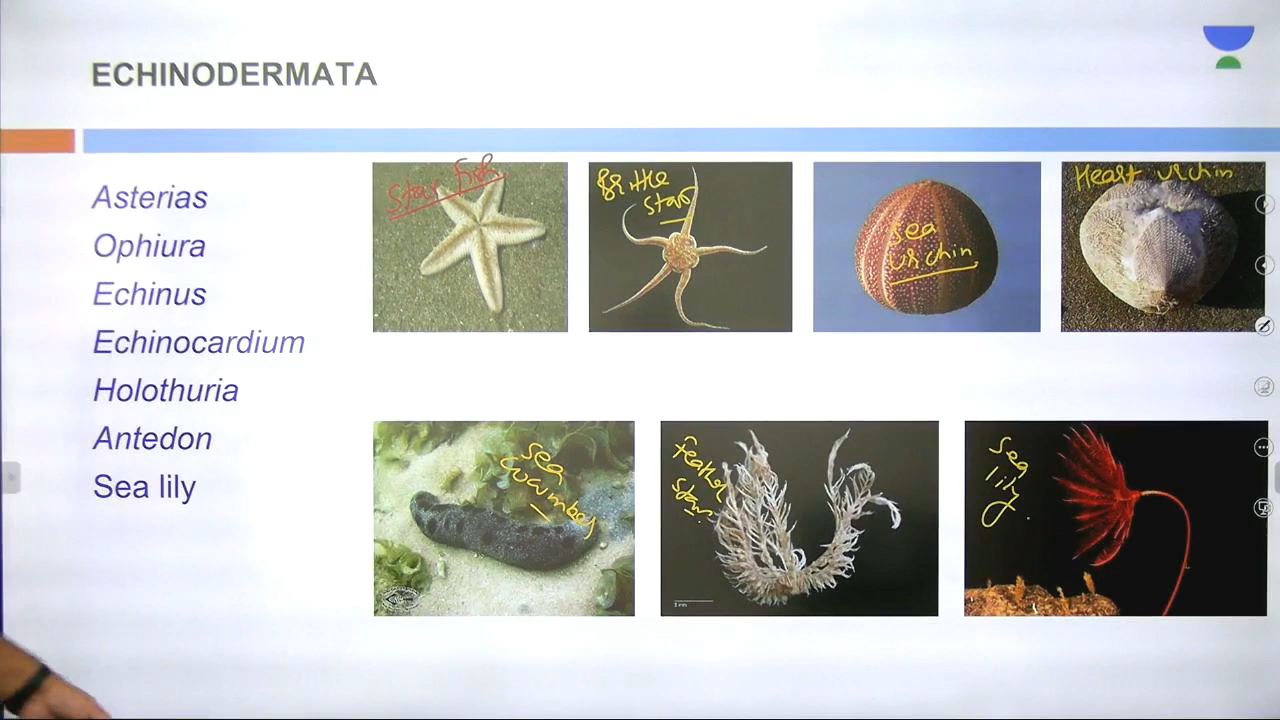 ECHINODERMATA
Asterias
Ophiura
Echinus
Echinocardium
Holothuria
Antedon
Sea lily
Star fish
Brittle
star
Sea
urchin
Heart urchin
Sea
cucumber
Feather
star
Sea
lily